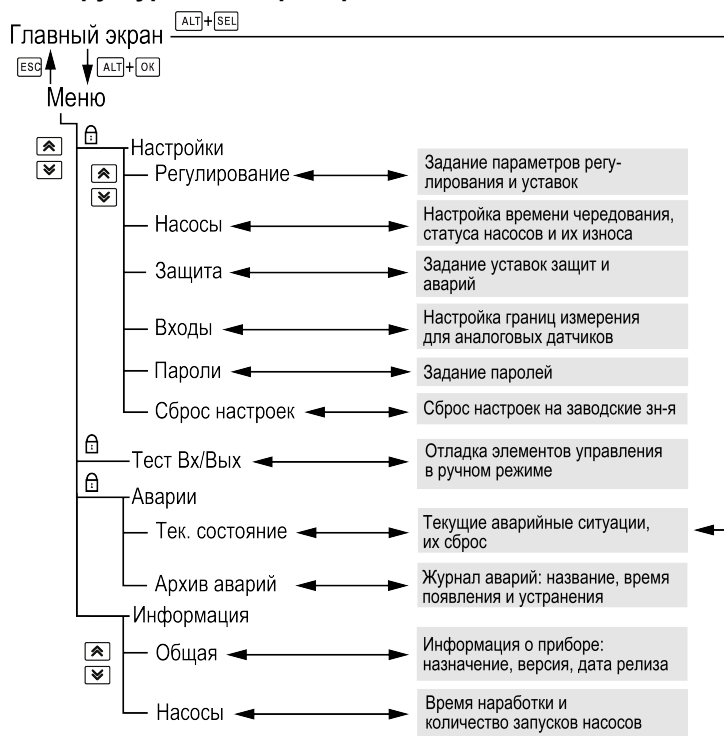 Главный экран ALT+SEL
ESC ALT+OK
Меню
Настройки
Регулирование
Задание параметров регу-
лирования и уставок
Насосы
Настройка времени чередования,
статуса насосов и их износа
Защита
Задание уставок защит и
аварий
Входы
Настройка границ измерения
для аналоговых датчиков
Пароли
Задание паролей
Сброс настроек
Сброс настроек на заводские зн-я
Тест Вх/Вых
Отладка элементов управления
в ручном режиме
Аварии
Тек. состояние
Текущие аварийные ситуации,
их сброс
Архив аварий
Журнал аварий: название, время
появления и устранения
Информация
Общая
Информация о приборе:
назначение, версия, дата релиза
Насосы
Время наработки и
количество запусков насосов